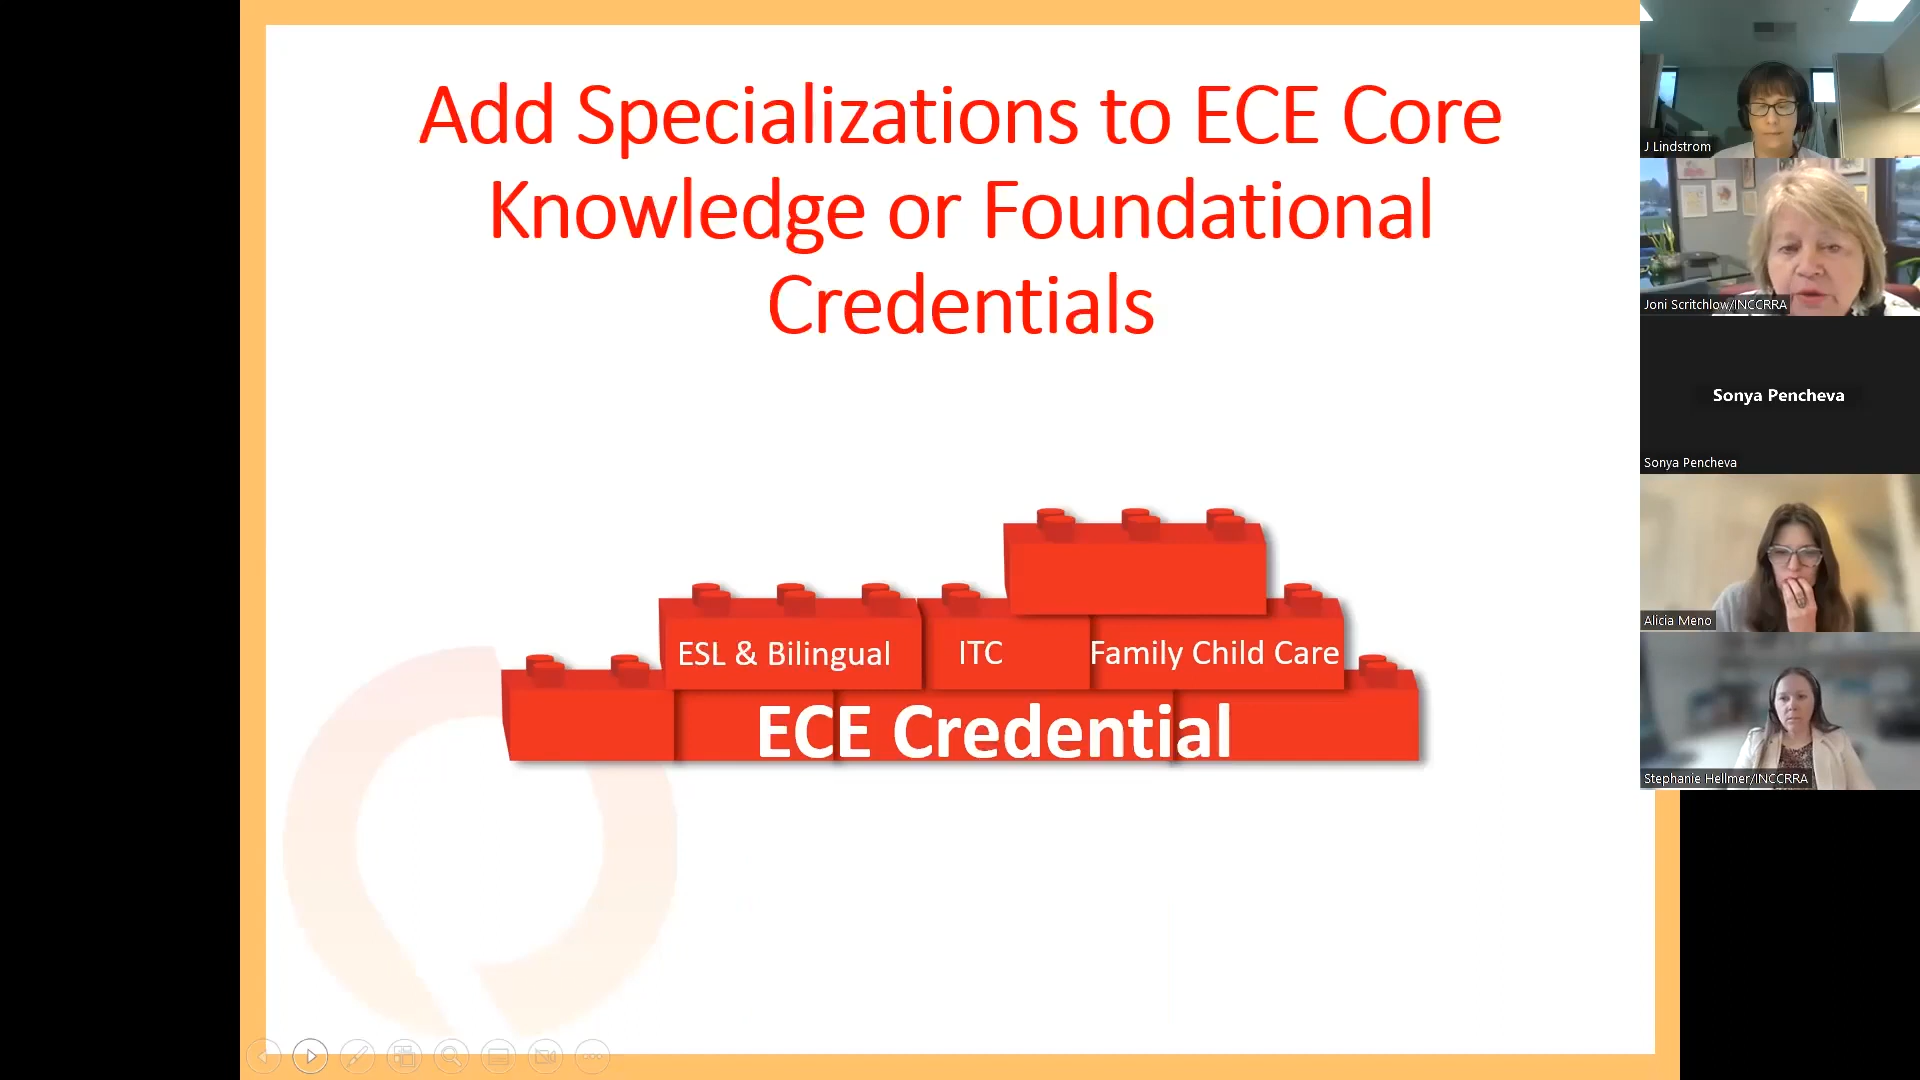 Add Specializations to ECE Core
Knowledge or Foundational
Credentials
ESL & Bilingual
ITC
Family Child Care
ECE Credential
J Lindstrom
Joni Scritchlow/INCCRRA
Sonya Pencheva
Sonya Pencheva
Alicia Meno
Stephanie Hellmer/INCCRRA